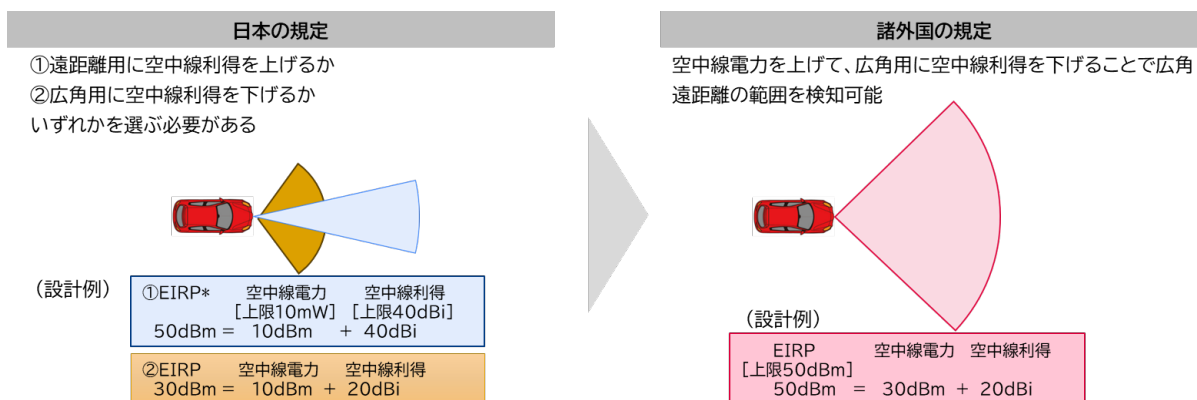 日本の規定
①遠距離用に空中線利得を上げるか
②広角用に空中線利得を下げるか
いずれかを選ぶ必要がある
（設計例）
①EIRP* 空中線電力 空中線利得
[上限10mW] [上限40dBi]
50dBm = 10dBm + 40dBi
②EIRP 空中線電力 空中線利得
30dBm = 10dBm + 20dBi
諸外国の規定
空中線電力を上げて、広角用に空中線利得を下げることで広角
遠距離の範囲を検知可能
（設計例）
EIRP 空中線電力 空中線利得
[上限50dBm]
50dBm = 30dBm + 20dBi